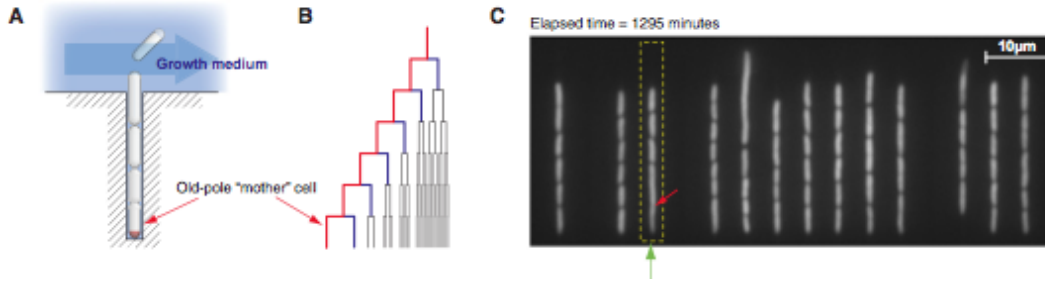 A
Growth medium
Old-pole "mother" cell
B
C
Elapsed time = 1295 minutes
10μm